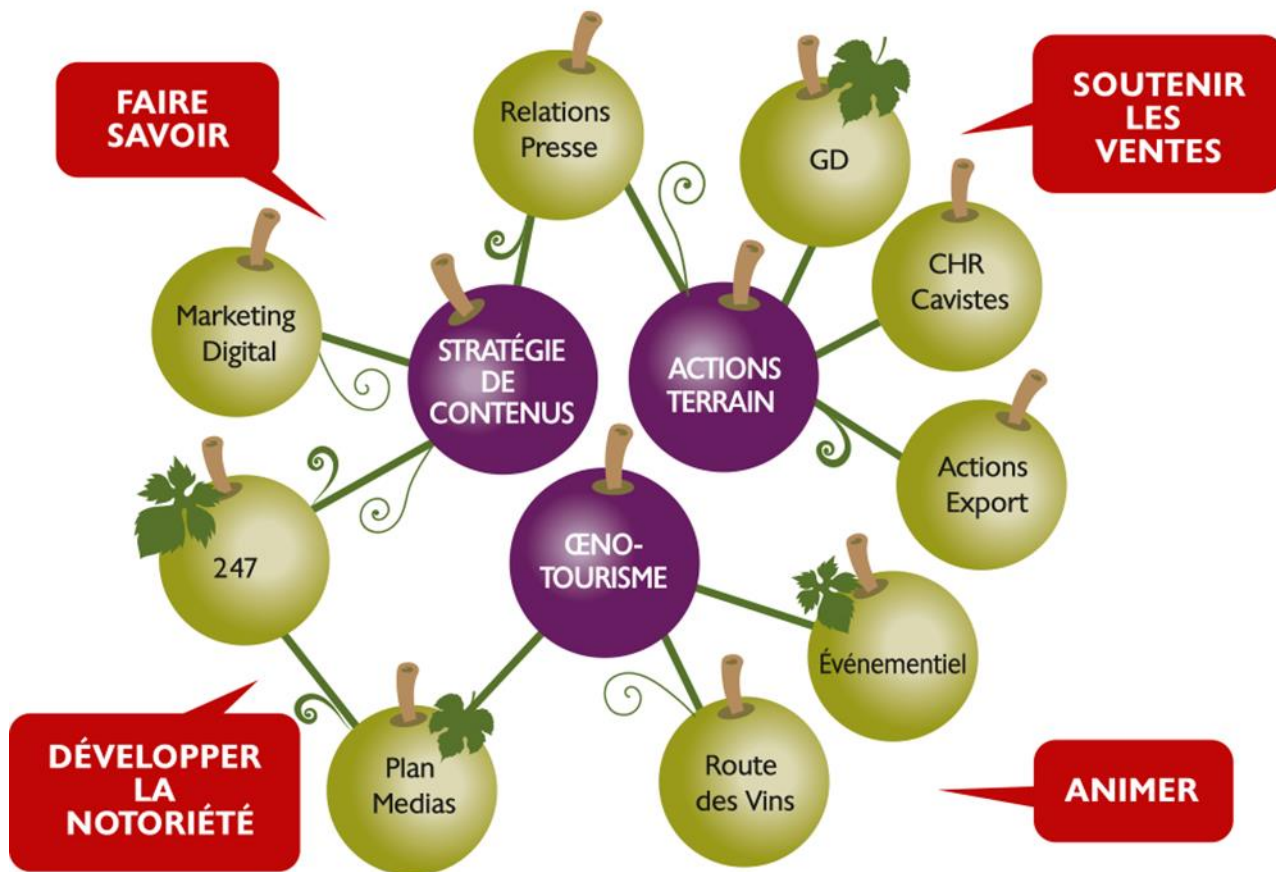 FAIRE
SAVOIR
Relations
Presse
GD
SOUTENIR
LES
VENTES
CHR
Cavistes
Marketing
Digital
STRATÉGIE
DE
CONTENUS
ACTIONS
TERRAIN
Actions
Export
247
ŒNO-
TOURISME
Événementiel
DÉVELOPPER
LA
NOTORIÉTÉ
Plan
Medias
Route
des Vins
ANIMER